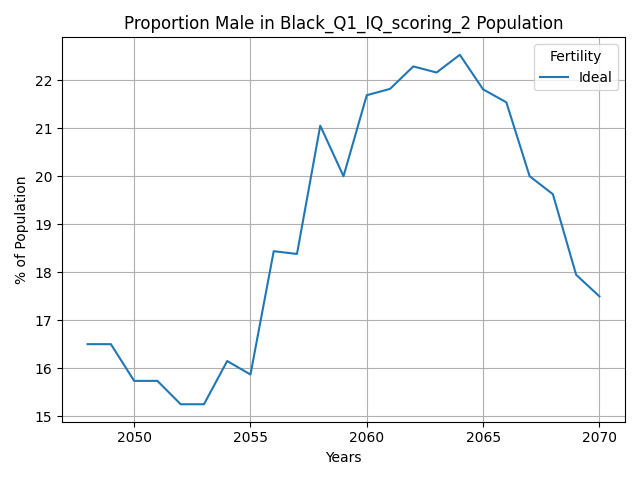 Proportion Male in Black_Q1_IQ_scoring_2 Population
Fertility
Ideal
% of Population
22
21
20
19
18
17
16
15
2050
2055
2060
2065
2070
Years